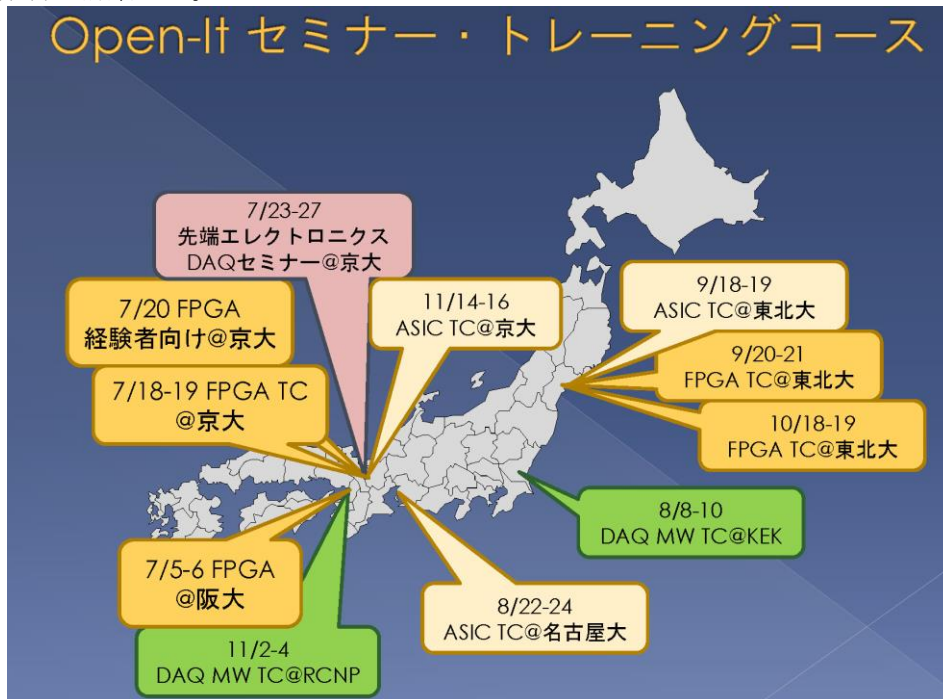 Open-It セミナー・トレーニングコース
7/23-27
先端エレクトロニクス
DAQセミナー@京大
7/20 FPGA
経験者向け@京大
7/18-19 FPGA TC
@京大
11/14-16
ASIC TC@京大
9/18-19
ASIC TC@東北大
9/20-21
FPGA TC@東北大
10/18-19
FPGA TC@東北大
8/8-10
DAQ MW TC@KEK
7/5-6 FPGA
@阪大
8/22-24
ASIC TC@名古屋大
11/2-4
DAQ MW TC@RCNP